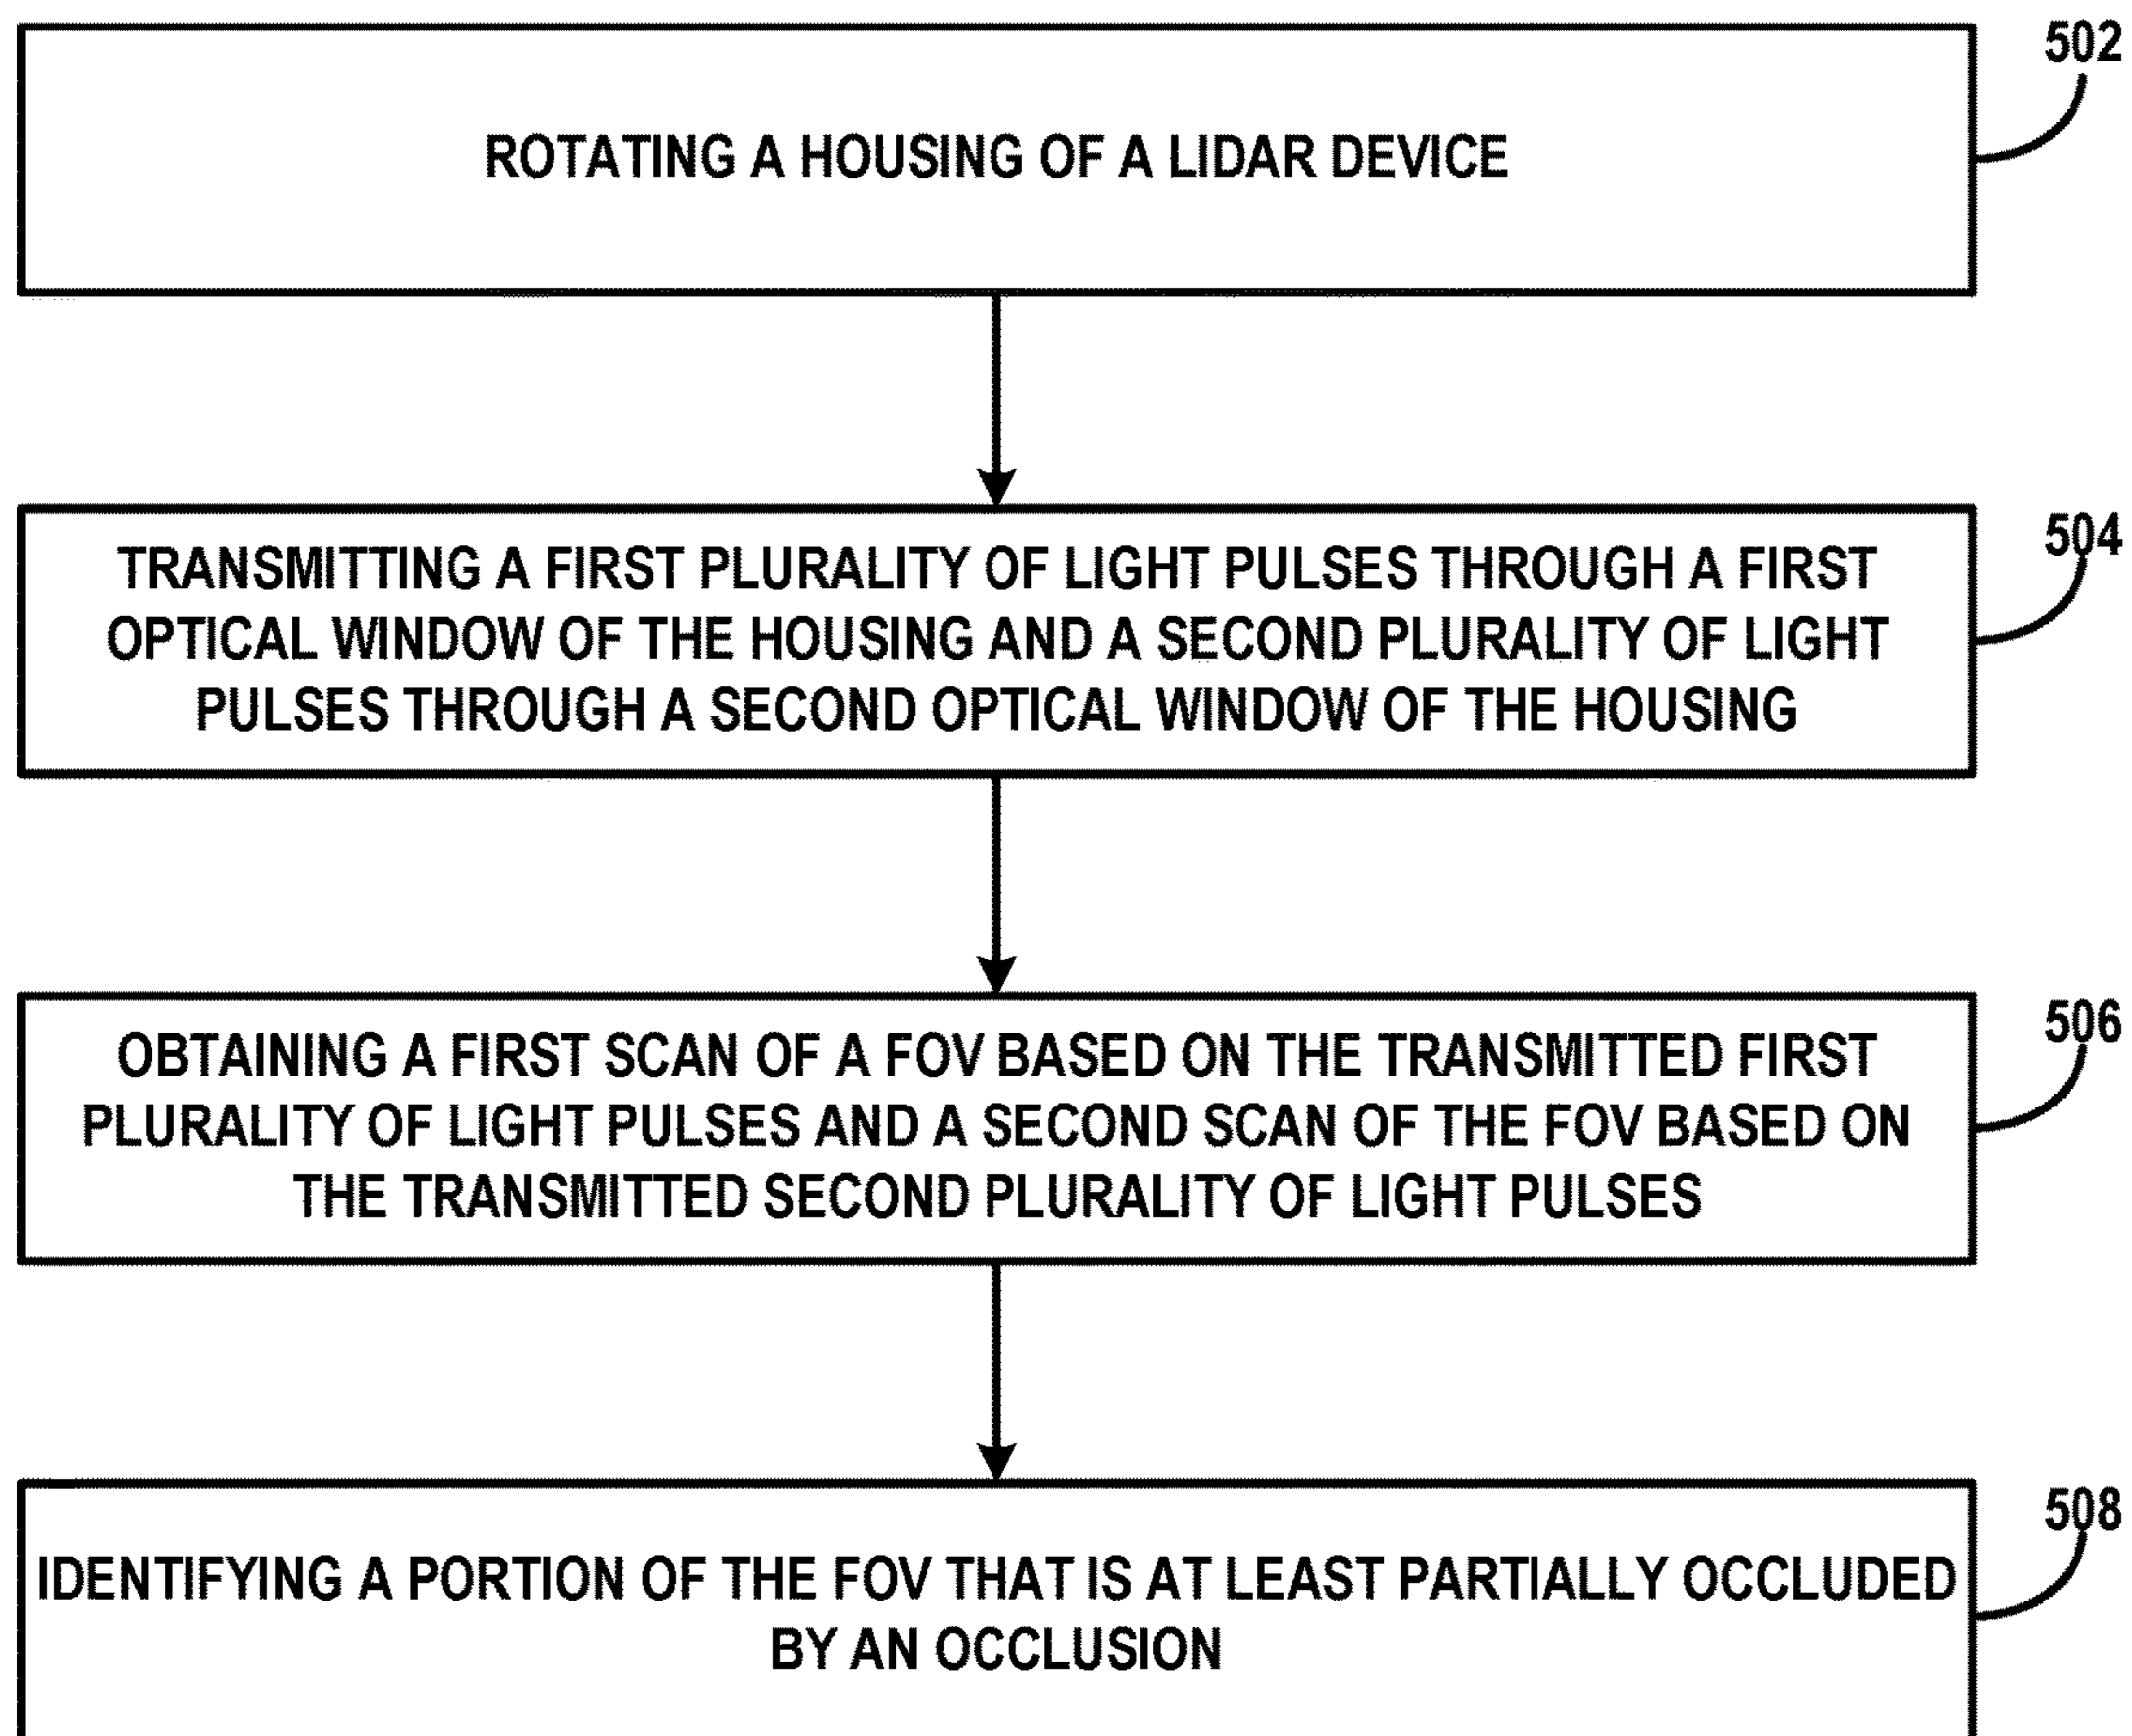 502
ROTATING A HOUSING OF A LIDAR DEVICE
504
TRANSMITTING A FIRST PLURALITY OF LIGHT PULSES THROUGH A FIRST
OPTICAL WINDOW OF THE HOUSING AND A SECOND PLURALITY OF LIGHT
PULSES THROUGH A SECOND OPTICAL WINDOW OF THE HOUSING
506
OBTAINING A FIRST SCAN OF A FOV BASED ON THE TRANSMITTED FIRST
PLURALITY OF LIGHT PULSES AND A SECOND SCAN OF THE FOV BASED ON
THE TRANSMITTED SECOND PLURALITY OF LIGHT PULSES
508
IDENTIFYING A PORTION OF THE FOV THAT IS AT LEAST PARTIALLY OCCLUDED
BY AN OCCLUSION